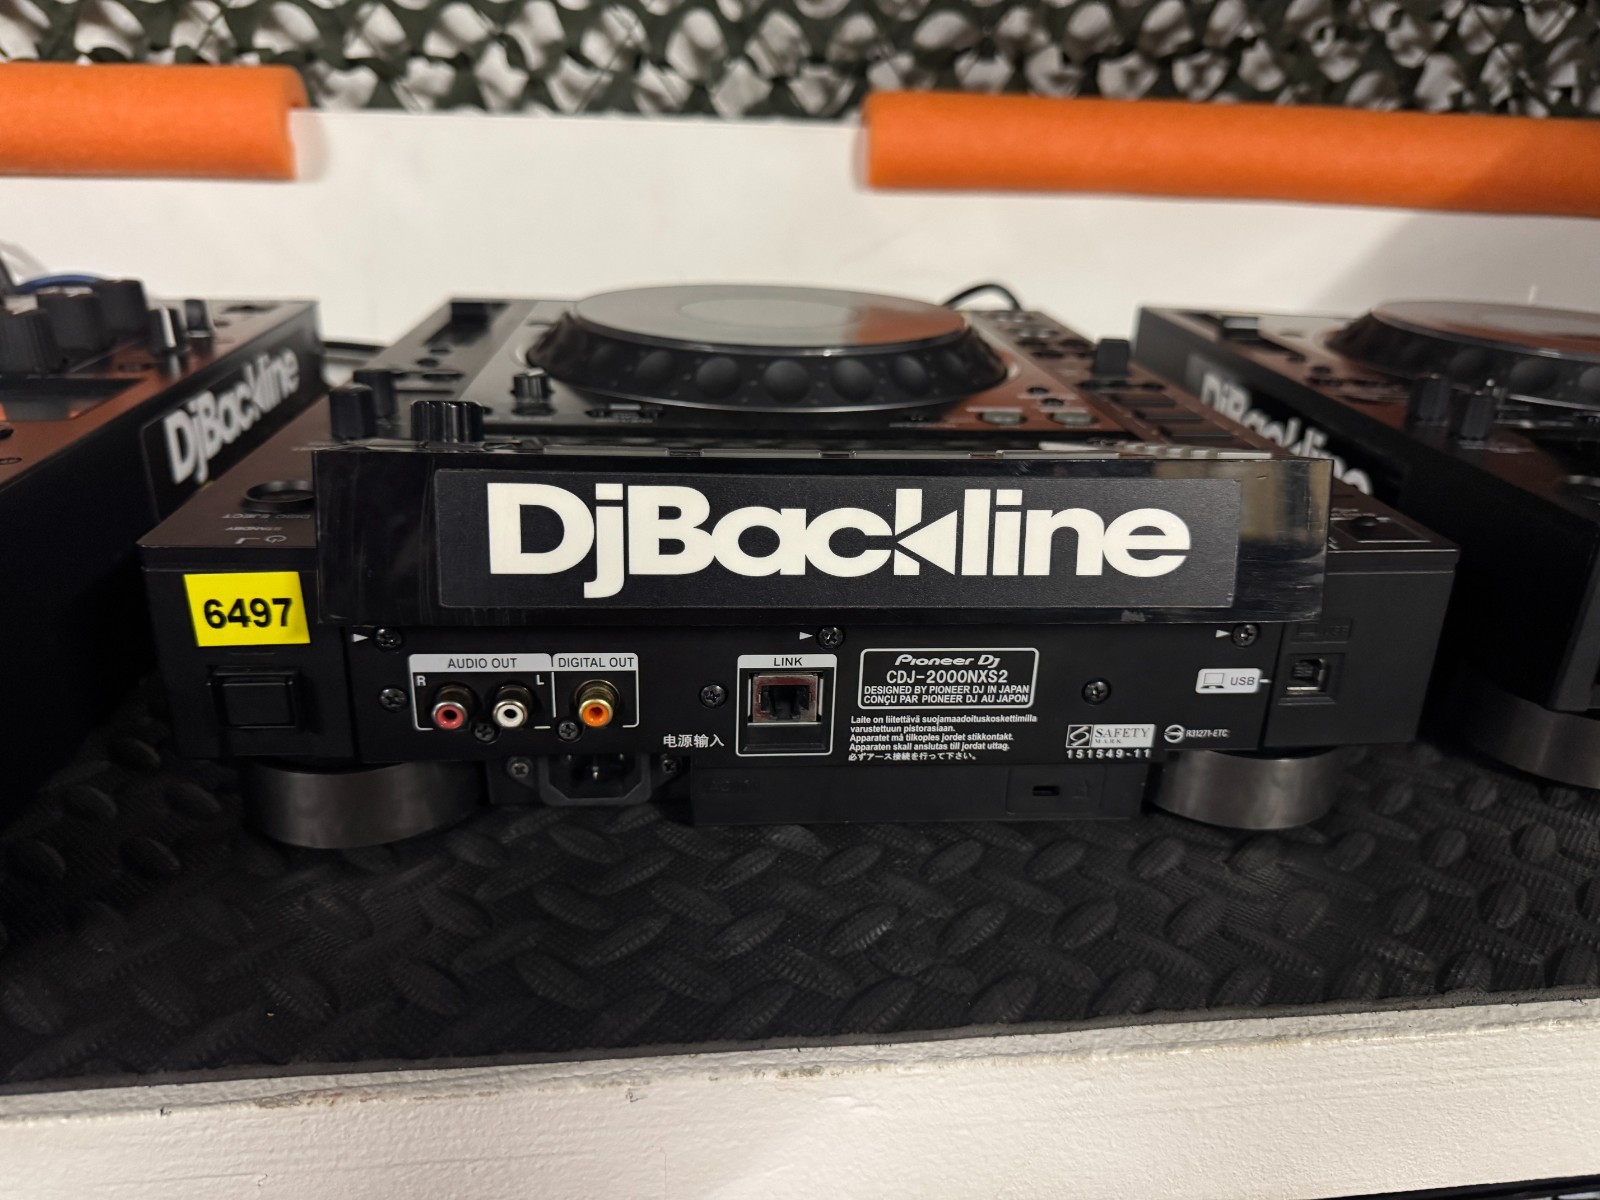 DjBackline
DjBackline
DjBackline
STANDBY
6497
AUDIO OUT
DIGITAL OUT
R
L
LINK
Pioneer Dj
CDJ-2000NXS2
DESIGNED BY PIONEER DJ IN JAPAN
CONÇU PAR PIONEER DJ AU JAPON
USB
电源输入
Laite on liitettävä suojamaadoituskoskettimilla
varustettuun pistorasiaan.
Apparatet må tilkoples jordet stikkontakt.
Apparaten skall anslutas till jordat uttag.
必ずアース接続を行って下さい。
S SAFETY
MARK
151549-11
R31271-ETC